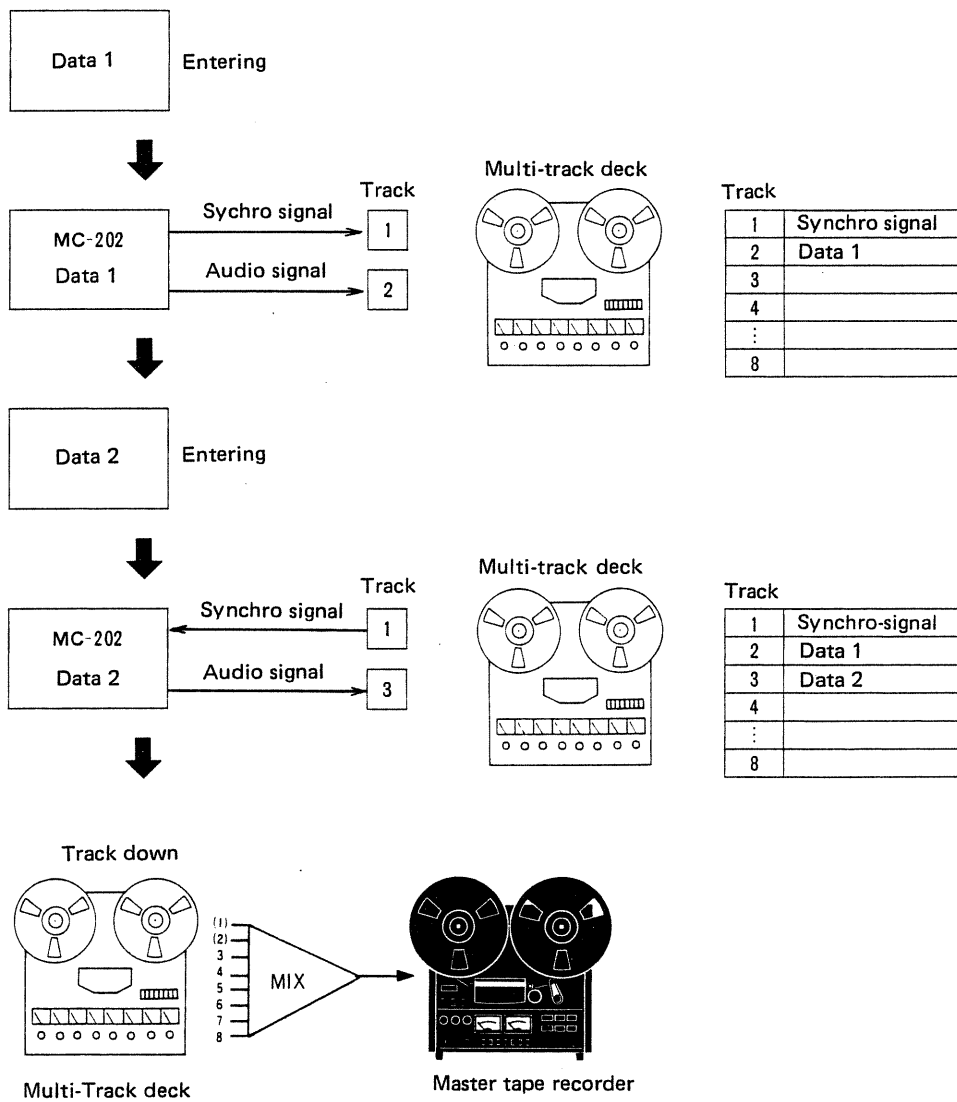 Data 1
Entering
MC-202
Data 1
Sychro signal
Audio signal
Track
1
2
Multi-track deck
Track
1 Synchro signal
2 Data 1
3
4
⋮
8
Data 2
Entering
MC-202
Data 2
Synchro signal
Audio signal
Track
1
3
Multi-track deck
Track
1 Synchro-signal
2 Data 1
3 Data 2
4
⋮
8
Track down
(1)
(2)
3
4
5
6
7
8
MIX
Multi-Track deck
Master tape recorder